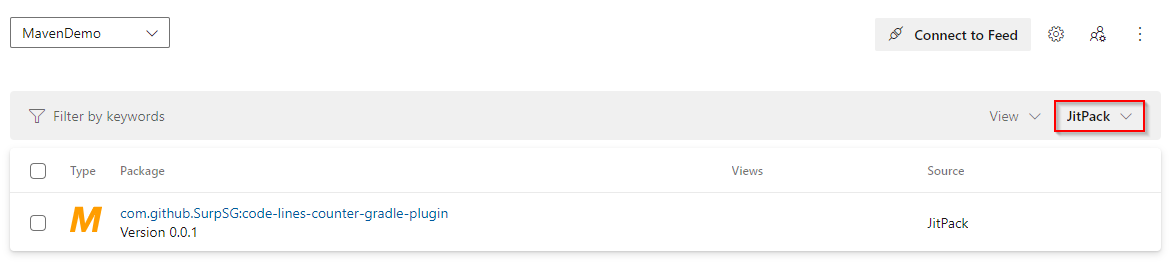 MavenDemo
Connect to Feed
Filter by keywords
View
JitPack
Type Package Views Source
M com.github.SurpSG:code-lines-counter-gradle-plugin
Version 0.0.1
JitPack